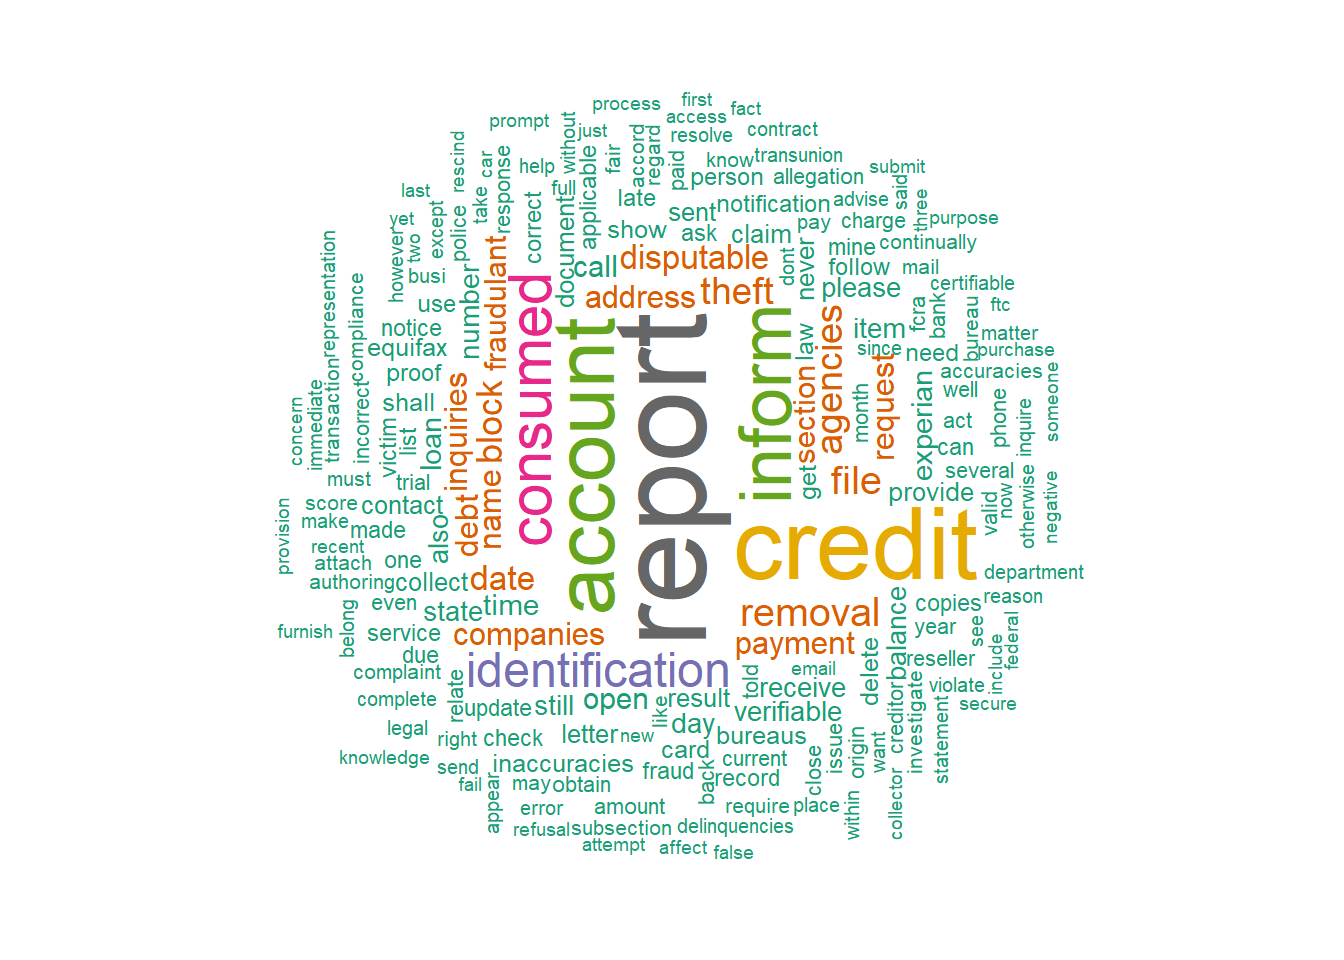 process
first
access
fact
prompt
just
resolve
contract
without
rescind
car
help
fair
accord
regard
paid
know
transunion
submit
last
take
response
full
applicable
person
allegation
said
three
yet
except
police
correct
document
late
sent
notification
advise
purpose
however
two
show
ask
claim
pay
charge
continually
busi
call
disputable
dont
never
mine
follow
mail
certifiable
representation
compliance
use
number
fraudulant
consumed
address
theft
please
fcra
bank
bureau
ftc
notice
equifax
account
report
inform
law
agencies
item
since
need
matter
purchase
accuracies
transaction
incorrect
proof
shall
block
section
request
month
experian
well
act
phone
inquire
someone
concern
immediate
victim
list
loan
inquiries
get
file
can
several
must
trial
name
provide
valid
now
otherwise
negative
provision
score
contact
debt
credit
make
made
also
recent
attach
one
authoring
collect
date
department
even
state
time
removal
balance
copies
reason
furnish
belong
service
companies
payment
year
see
include
federal
due
identification
email
delete
reseller
complaint
told
receive
creditor
investigate
violate
complete
relate
update
still
open
result
like
verifiable
secure
legal
right
check
letter
new
day
bureaus
issue
origin
want
statement
knowledge
send
inaccuracies
card
current
close
fail
may
obtain
fraud
back
record
appear
error
amount
require
place
within
collector
refusal
subsection
delinquencies
attempt
affect
false